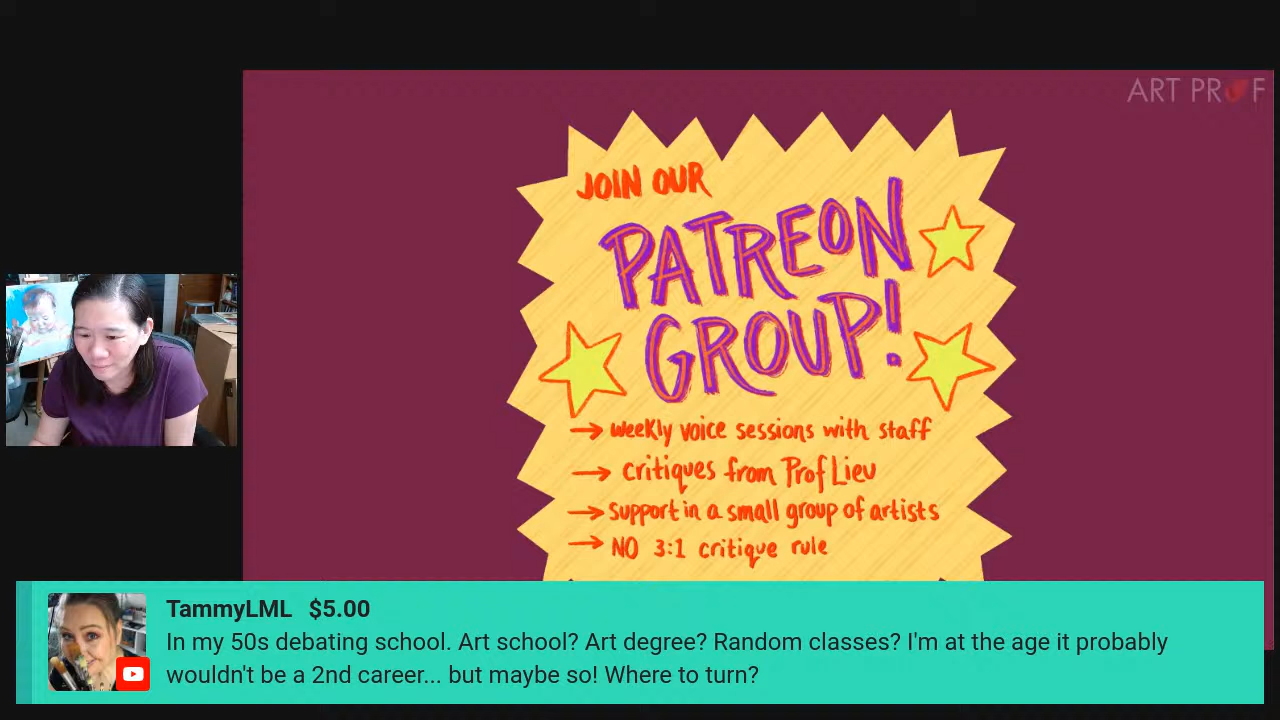 ART PROF
JOIN OUR
PATREON
GROUP!
→ weekly voice sessions with staff
→ critiques from Prof Lieu
→ support in a small group of artists
→ NO 3:1 critique rule
TammyLML $5.00
In my 50s debating school. Art school? Art degree? Random classes? I'm at the age it probably
wouldn't be a 2nd career... but maybe so! Where to turn?